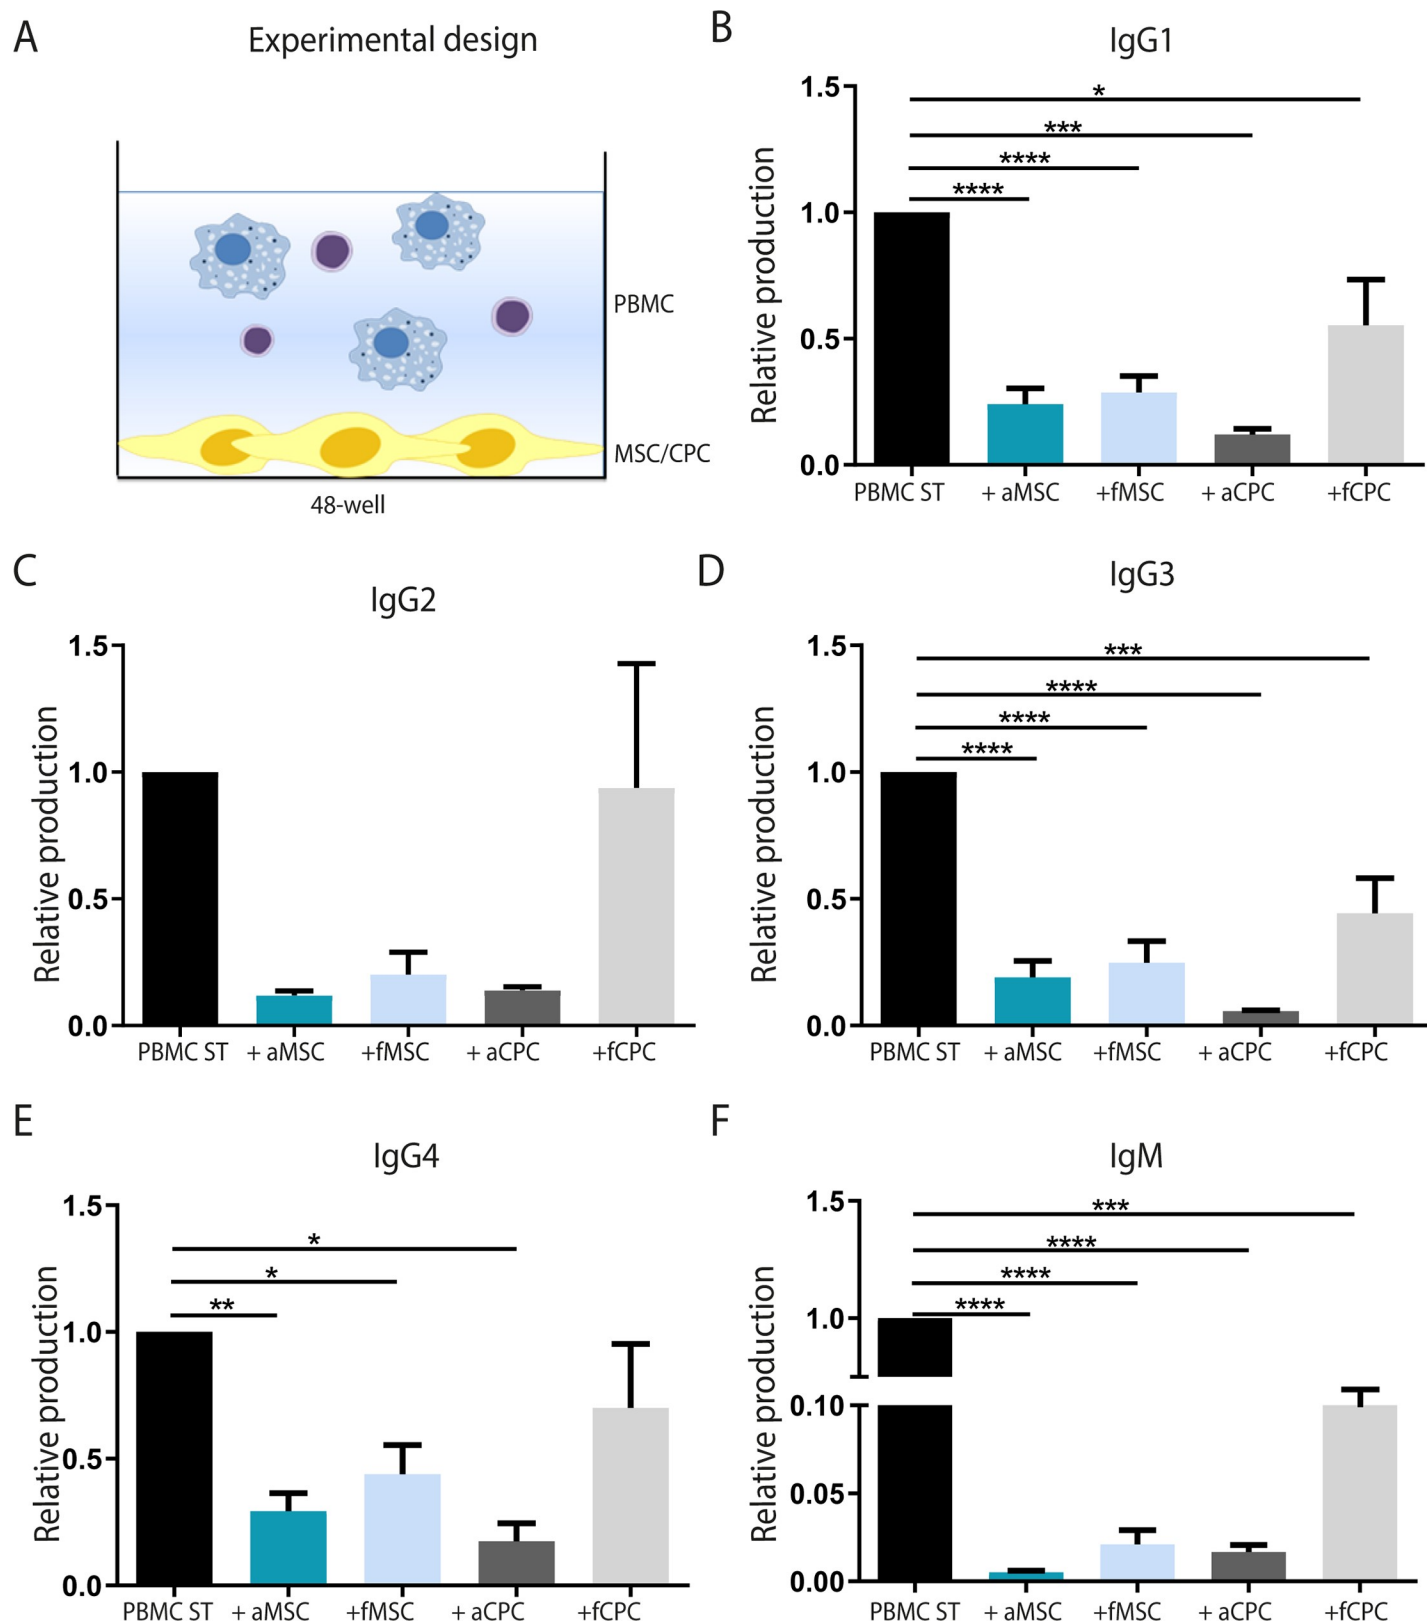 A
Experimental design
PBMC
MSC/CPC
48-well
B
IgG1
Relative production
1.5
1.0
0.5
0.0
*
***
****
****
PBMC ST + aMSC +fMSC + aCPC +fCPC
C
IgG2
Relative production
1.5
1.0
0.5
0.0
PBMC ST + aMSC +fMSC + aCPC +fCPC
D
IgG3
Relative production
1.5
1.0
0.5
0.0
***
****
****
****
PBMC ST + aMSC +fMSC + aCPC +fCPC
E
IgG4
Relative production
1.5
1.0
0.5
0.0
*
*
**
PBMC ST + aMSC +fMSC + aCPC +fCPC
F
IgM
Relative production
1.5
1.0
0.10
0.05
0.00
***
****
****
****
PBMC ST + aMSC +fMSC + aCPC +fCPC